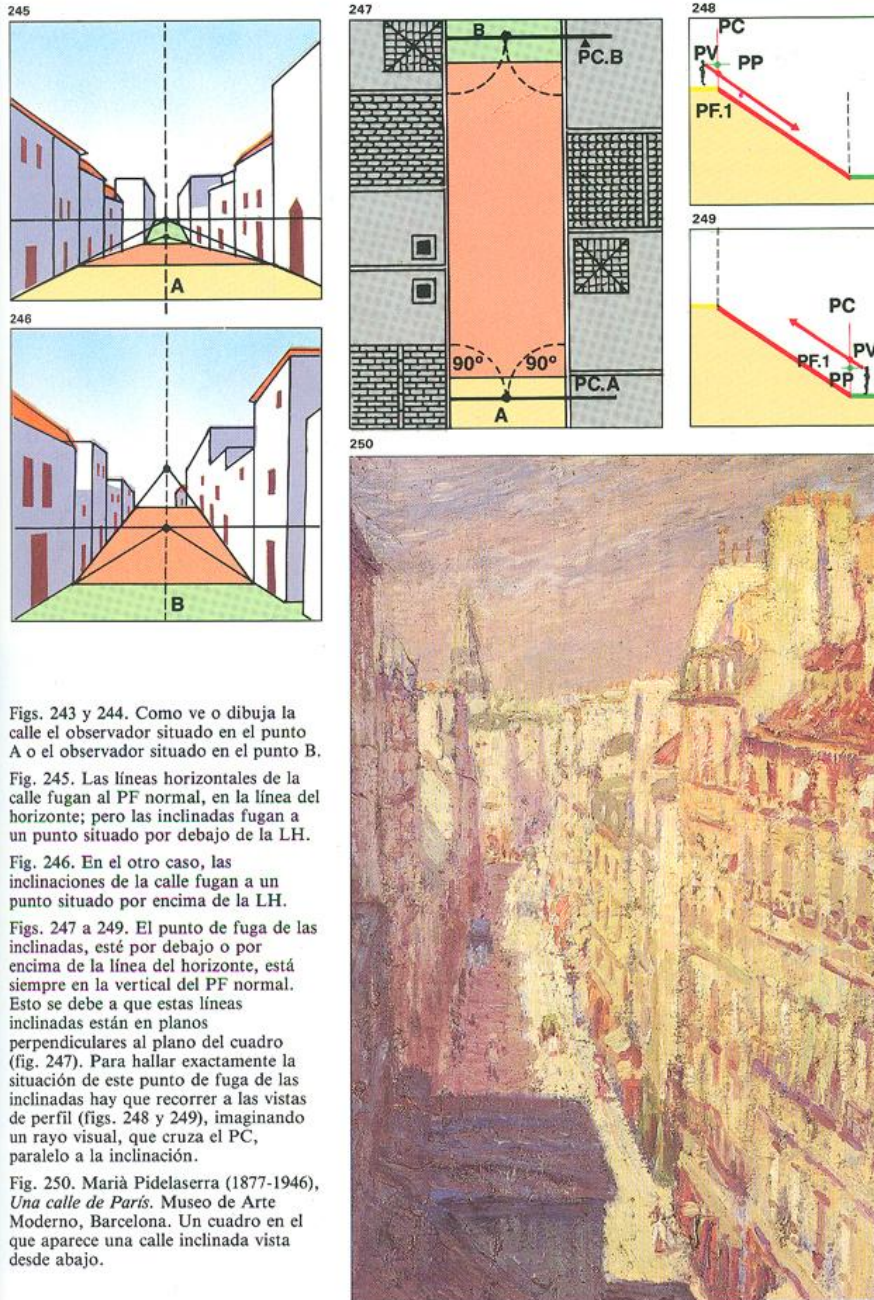 245
A
246
B
247
B
PC.B
90º 90º
PC.A
A
248
PC
PV
PP
PF.1
249
PC
PV
PF.1
PP
250
Figs. 243 y 244. Como ve o dibuja la
calle el observador situado en el punto
A o el observador situado en el punto B.
Fig. 245. Las líneas horizontales de la
calle fugan al PF normal, en la línea del
horizonte; pero las inclinadas fugan a
un punto situado por debajo de la LH.
Fig. 246. En el otro caso, las
inclinaciones de la calle fugan a un
punto situado por encima de la LH.
Figs. 247 a 249. El punto de fuga de las
inclinadas, esté por debajo o por
encima de la línea del horizonte, está
siempre en la vertical del PF normal.
Esto se debe a que estas líneas
inclinadas están en planos
perpendiculares al plano del cuadro
(fig. 247). Para hallar exactamente la
situación de este punto de fuga de las
inclinadas hay que recorrer a las vistas
de perfil (figs. 248 y 249), imaginando
un rayo visual, que cruza el PC,
paralelo a la inclinación.
Fig. 250. Marià Pidelaserra (1877-1946),
Una calle de París. Museo de Arte
Moderno, Barcelona. Un cuadro en el
que aparece una calle inclinada vista
desde abajo.